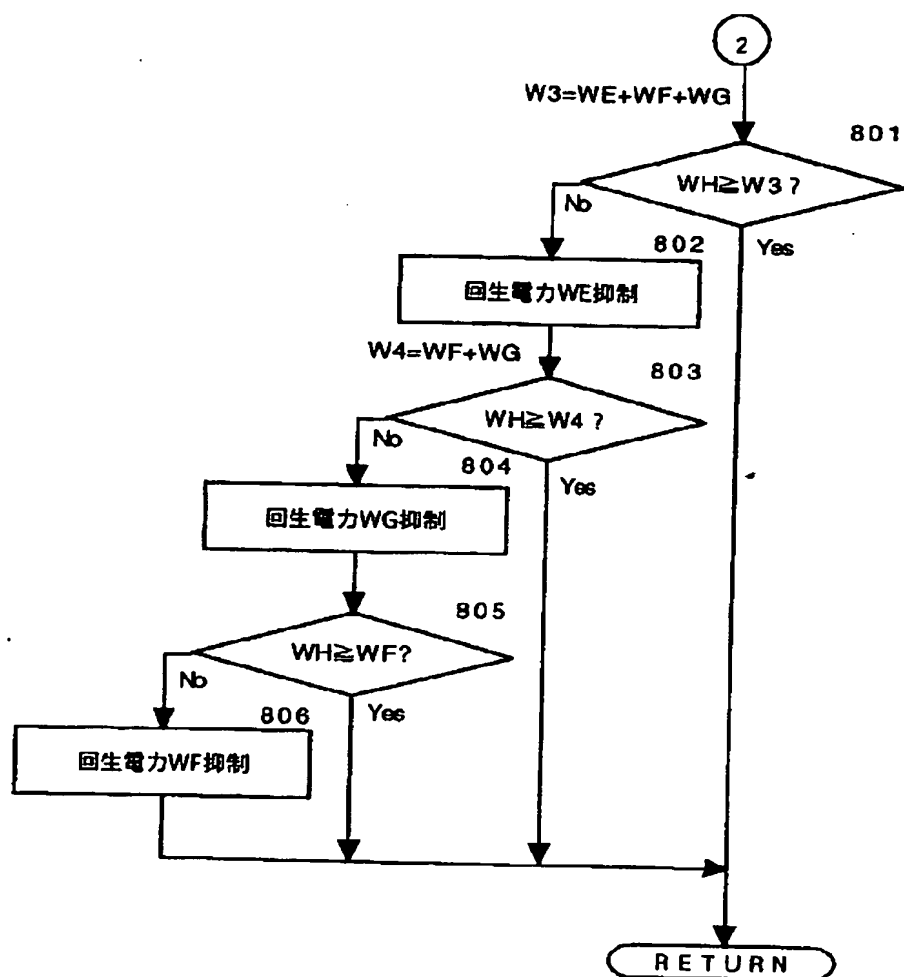 2
W3=WE+WF+WG
801
WH≧W3?
No
Yes
802
回生電力WE抑制
W4=WF+WG
803
WH≧W4?
No
Yes
804
回生電力WG抑制
805
WH≧WF?
No
Yes
806
回生電力WF抑制
RETURN